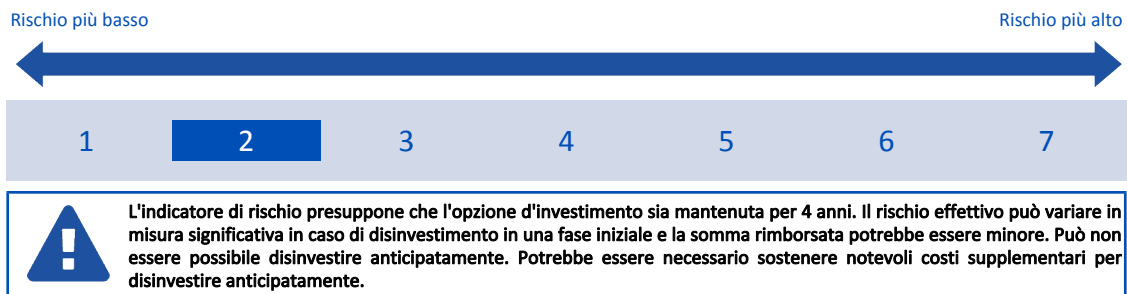 Rischio più basso Rischio più alto
1 2 3 4 5 6 7
L'indicatore di rischio presuppone che l'opzione d'investimento sia mantenuta per 4 anni. Il rischio effettivo può variare in
misura significativa in caso di disinvestimento in una fase iniziale e la somma rimborsata potrebbe essere minore. Può non
essere possibile disinvestire anticipatamente. Potrebbe essere necessario sostenere notevoli costi supplementari per
disinvestire anticipatamente.